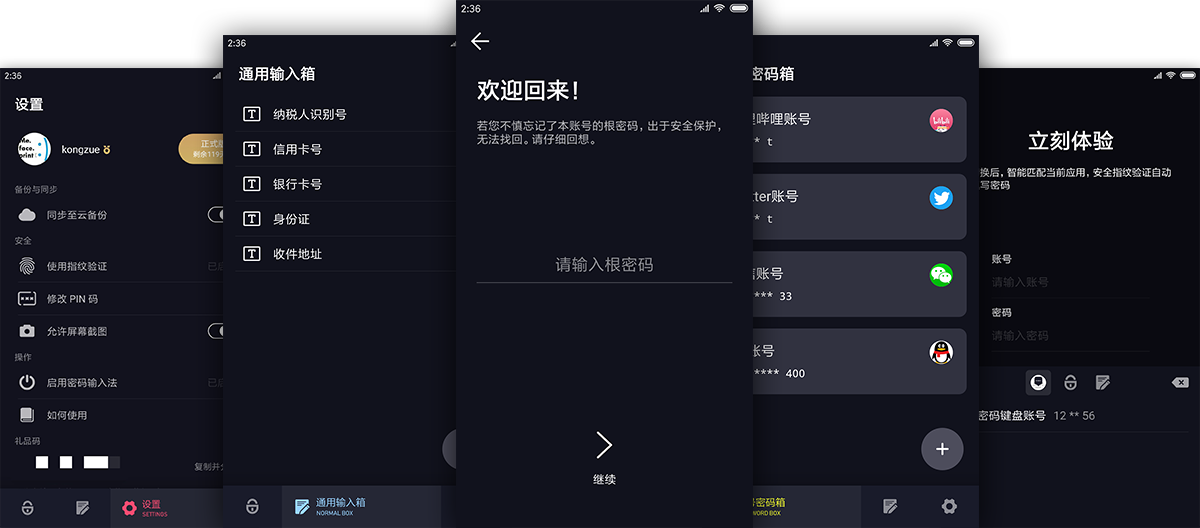 2:36
设置
kongzue
正式版
剩余119天
备份与同步
同步至云备份
安全
使用指纹验证
已启
修改 PIN 码
允许屏幕截图
操作
启用密码输入法
已启
如何使用
礼品码
复制并分
设置
SETTINGS
2:36
通用输入箱
纳税人识别号
信用卡号
银行卡号
身份证
收件地址
通用输入箱
NORMAL BOX
2:36
欢迎回来！
若您不慎忘记了本账号的根密码，出于安全保护，
无法找回。请仔细回想。
请输入根密码
继续
密码箱
哔哩账号
* t
tter账号
* t
账号
**** 33
账号
**** 400
密码箱
WORD BOX
立刻体验
换后，智能匹配当前应用，安全指纹验证自动
写密码
账号
请输入账号
密码
请输入密码
密码键盘账号 12 ** 56